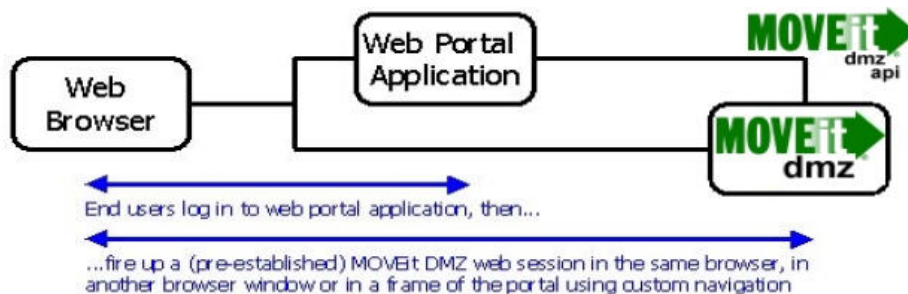 Web Portal
Application
MOVEit
dmz
api
Web
Browser
MOVEit
dmz
End users log in to web portal application, then...
...fire up a (pre-established) MOVEit DMZ web session in the same browser, in
another browser window or in a frame of the portal using custom navigation